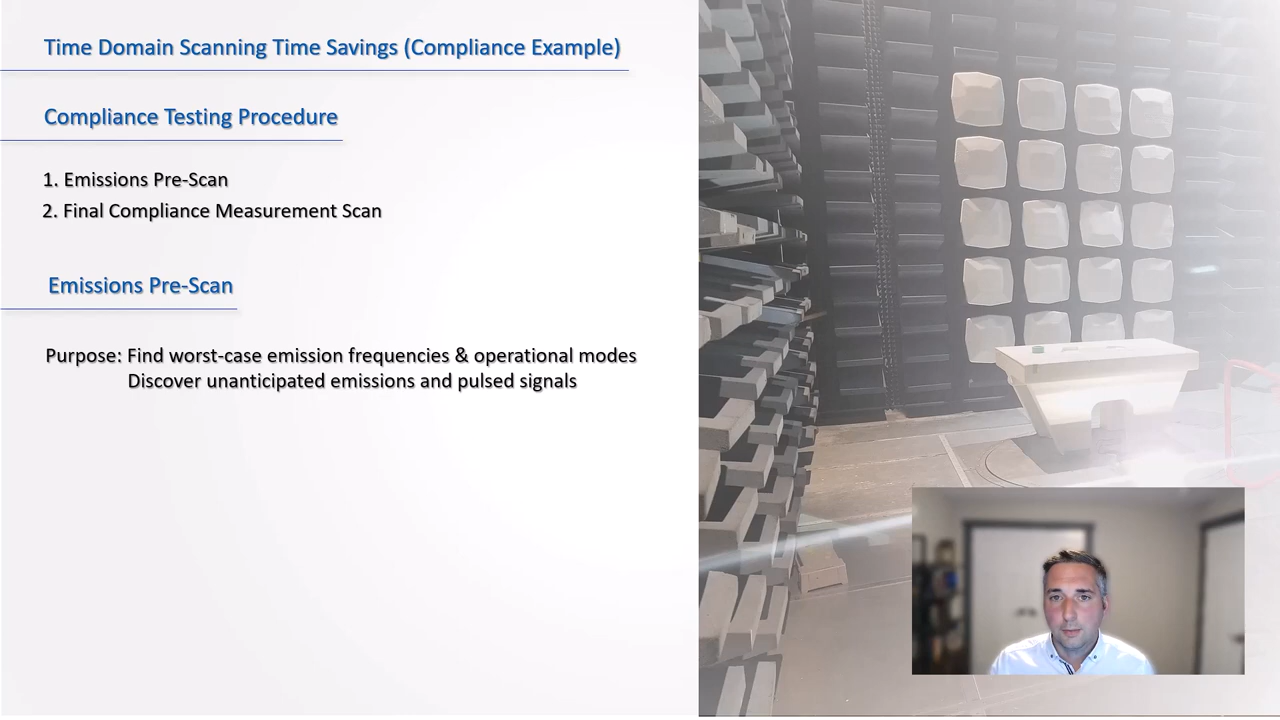 Time Domain Scanning Time Savings (Compliance Example)
Compliance Testing Procedure
1. Emissions Pre-Scan
2. Final Compliance Measurement Scan
Emissions Pre-Scan
Purpose: Find worst-case emission frequencies & operational modes
Discover unanticipated emissions and pulsed signals